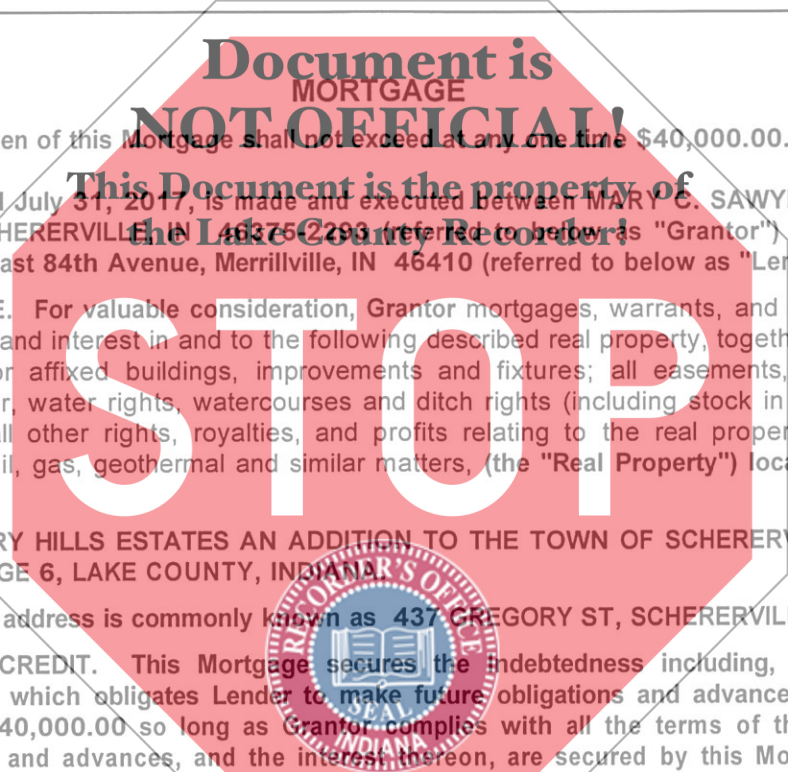 Document is
MORTGAGE
NOT OFFICIAL!
en of this Mortgage shall not exceed at any one time $40,000.00.
This Document is the property of
July 31, 2017, is made and executed between MARY C. SAWY
the Lake County Recorder!
HERERVILLE, IN 46375-2293 (referred to below as "Grantor")
ast 84th Avenue, Merrillville, IN 46410 (referred to below as "Len
E. For valuable consideration, Grantor mortgages, warrants, and
and interest in and to the following described real property, togeth
or affixed buildings, improvements and fixtures; all easements,
r, water rights, watercourses and ditch rights (including stock in
ll other rights, royalties, and profits relating to the real proper
il, gas, geothermal and similar matters, (the "Real Property") loca
STOP
RY HILLS ESTATES AN ADDITION TO THE TOWN OF SCHERERV
GE 6, LAKE COUNTY, INDIANA.
address is commonly known as 437 GREGORY ST, SCHERERVIL
CREDIT. This Mortgage secures the Indebtedness including,
which obligates Lender to make future obligations and advance
40,000.00 so long as Grantor complies with all the terms of th
and advances, and the interest thereon, are secured by this Mo
RECORDER'S OFFICE
SEAL
INDIANA